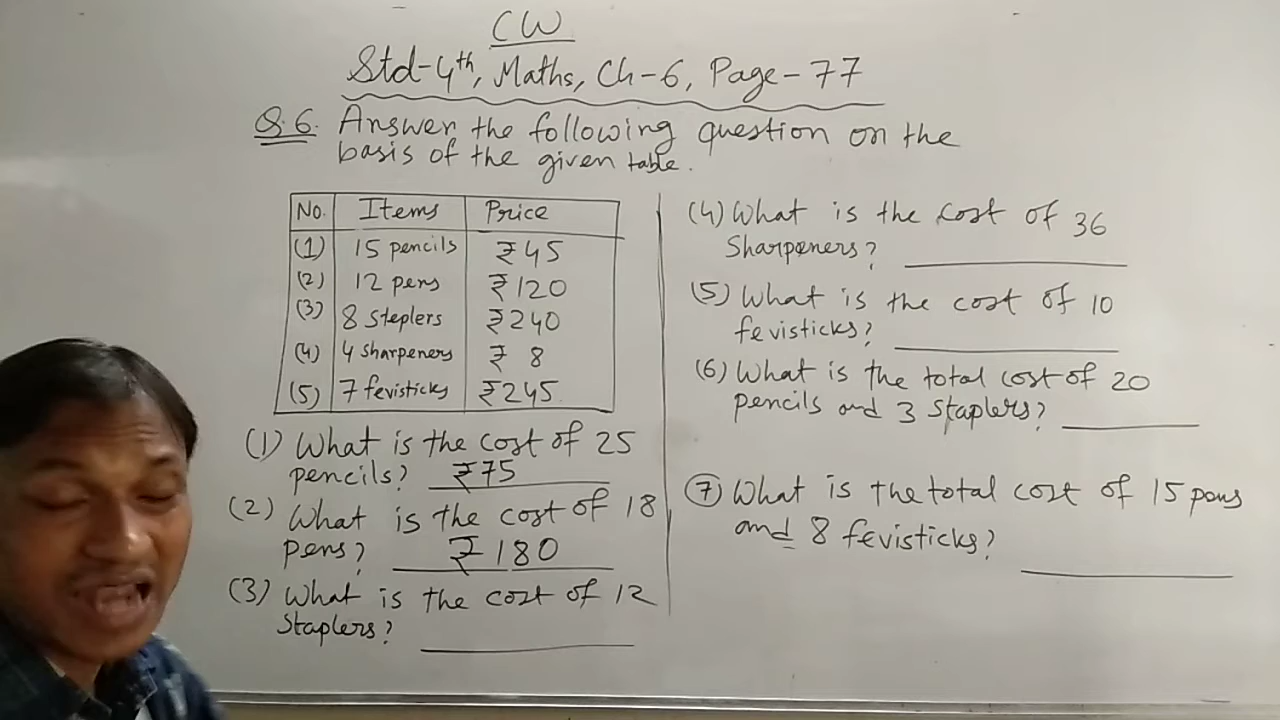 CW
Std-4th, Maths, Ch-6, Page-77
Q.6. Answer the following question on the
basis of the given table.
No. Items Price
(1) 15 pencils ₹45
(2) 12 pens ₹120
(3) 8 Steplers ₹240
(4) 4 Sharpeners ₹ 8
(5) 7 fevisticks ₹245
(1) What is the cost of 25
pencils? ₹75
(2) What is the cost of 18
pens? ₹180
(3) What is the cost of 12
Staplers?
(4) What is the cost of 36
Sharpeners?
(5) What is the cost of 10
fevisticks?
(6) What is the total cost of 20
pencils and 3 Staplers?
(7) What is the total cost of 15 pens
and 8 fevisticks?